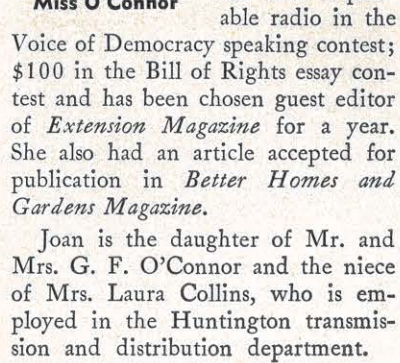 Miss O'Connor
able radio in the
Voice of Democracy speaking contest;
$100 in the Bill of Rights essay con-
test and has been chosen guest editor
of Extension Magazine for a year.
She also had an article accepted for
publication in Better Homes and
Gardens Magazine.
Joan is the daughter of Mr. and
Mrs. G. F. O'Connor and the niece
of Mrs. Laura Collins, who is em-
ployed in the Huntington transmis-
sion and distribution department.